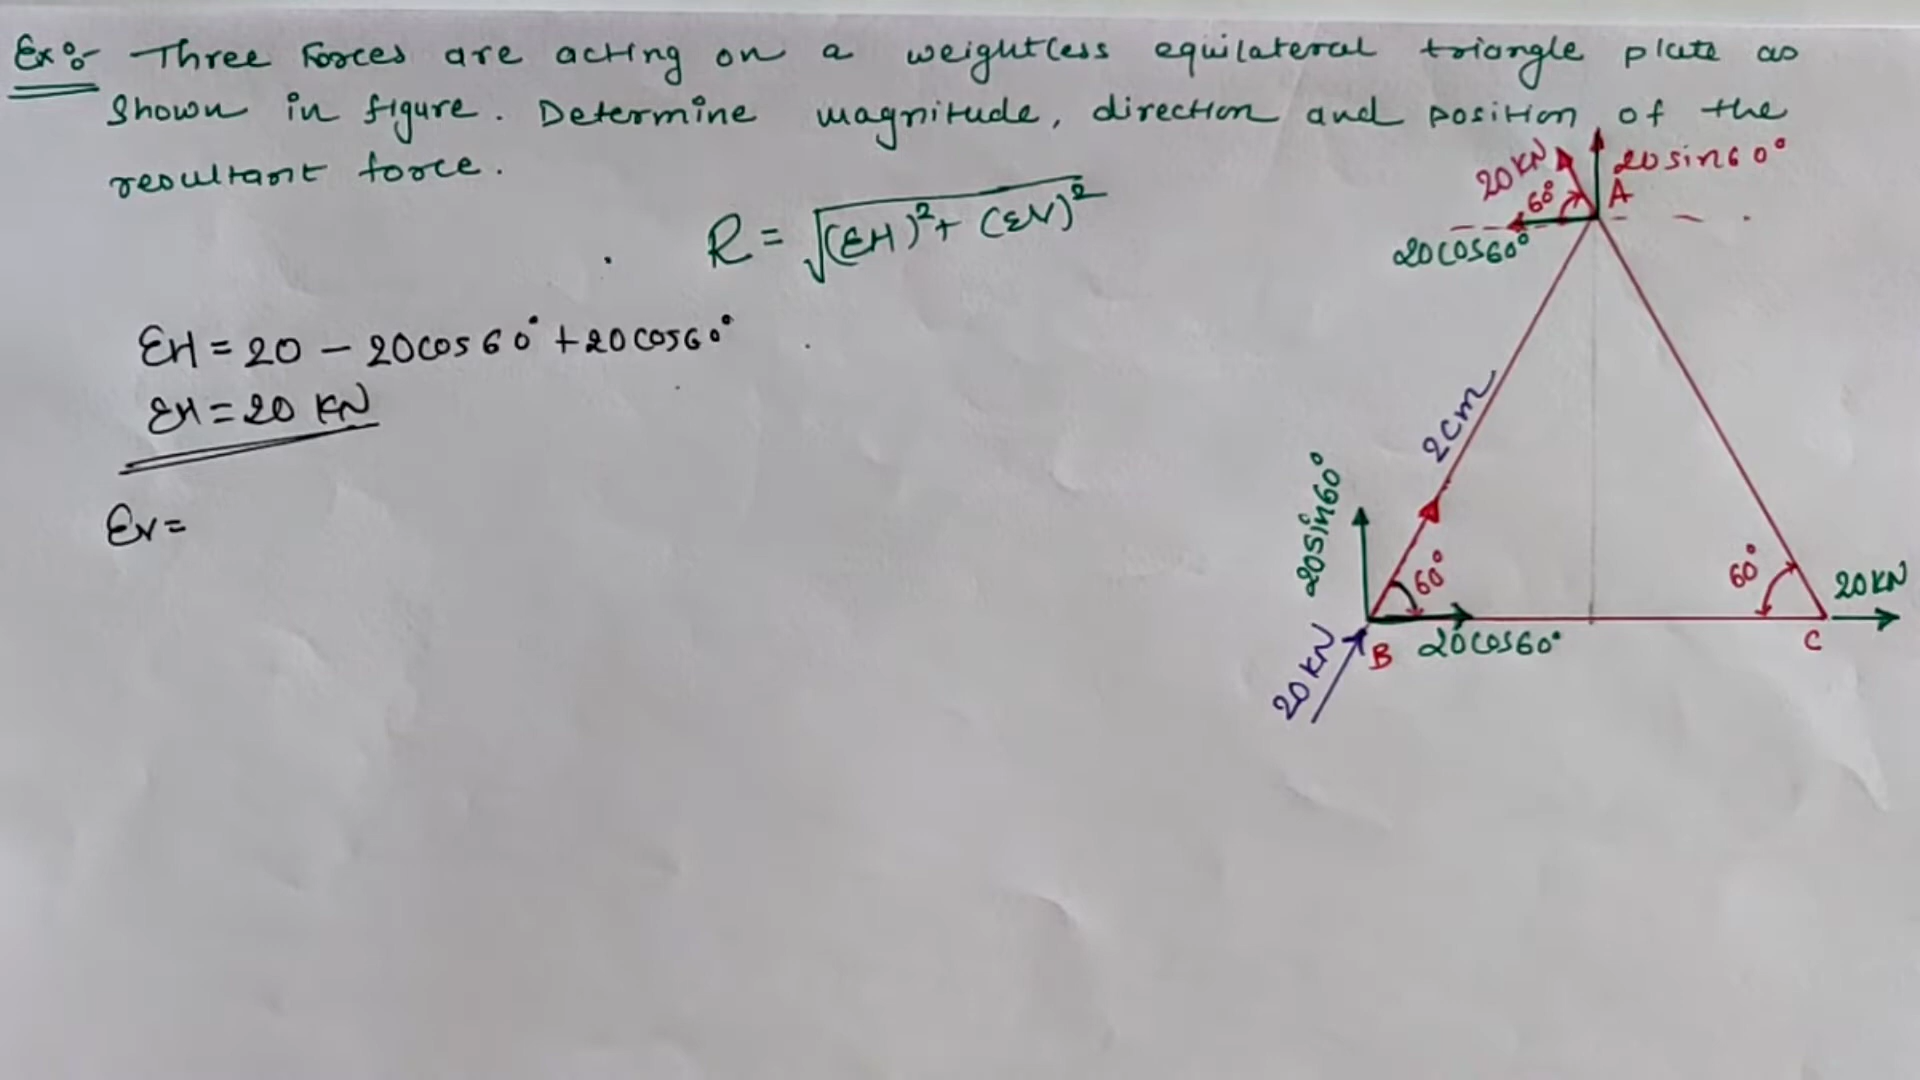 Ex:- Three Forces are acting on a weightless equilateral triangle plate as
shown in figure. Determine magnitude, direction and position of the
resultant force.
R = √(ΣH)²+(ΣV)²
ΣH = 20 - 20cos60° + 20cos60°
ΣH = 20 KN
ΣV =
20KN
20sin60°
60°
A
20cos60°
2cm
20sin60°
60°
60°
20KN
20KN
B
20cos60°
C